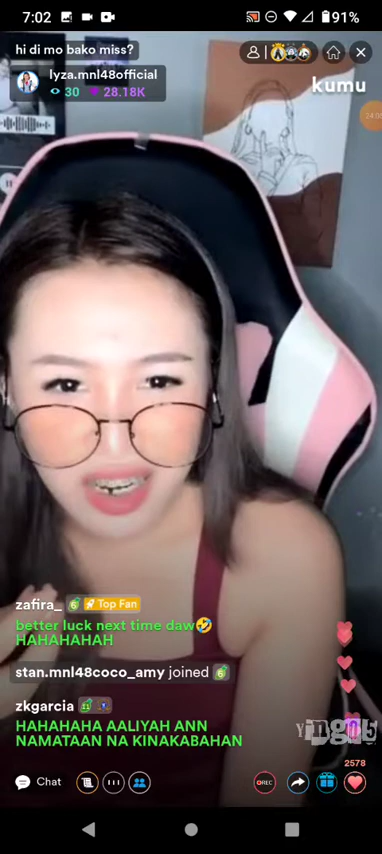 7:02
91%
hi di mo bako miss?
lyza.mnl48official
30 28.18K
kumu
24:0
zafira_ 6 Top Fan
better luck next time daw🤣
HAHAHAHAH
stan.mnl48coco_amy joined 6
zkgarcia
HAHAHAHA AALIYAH ANN
NAMATAAN NA KINAKABAHAN
2578
Chat
REC